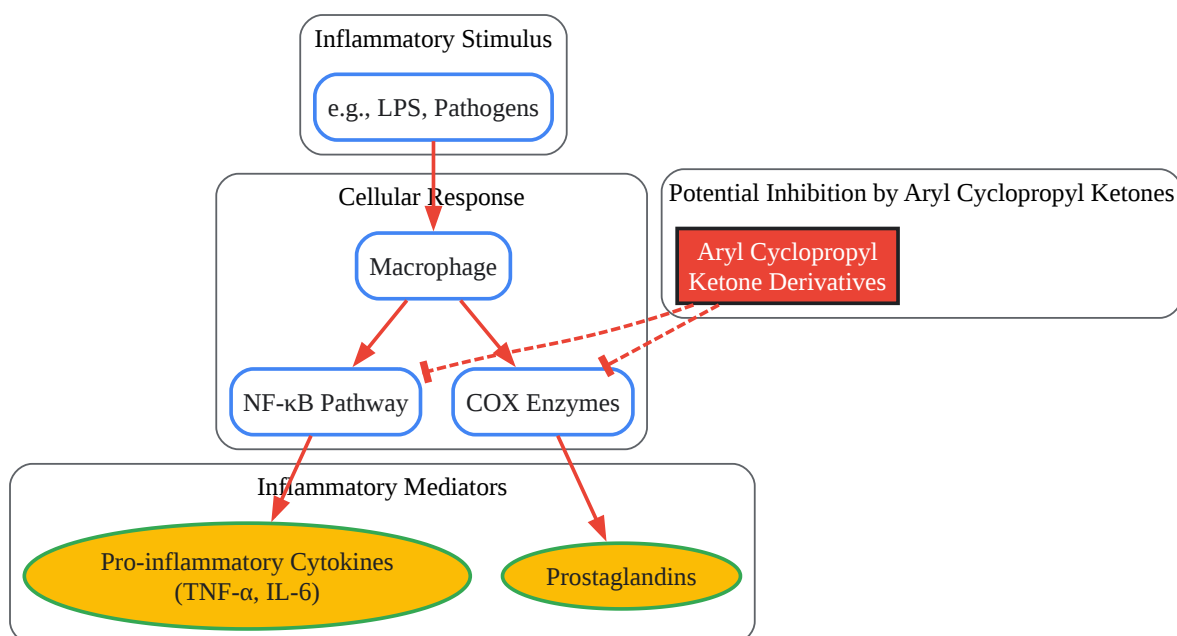 Inflammatory Stimulus
e.g., LPS, Pathogens
Cellular Response
Potential Inhibition by Aryl Cyclopropyl Ketones
Aryl Cyclopropyl
Ketone Derivatives
Macrophage
NF-κB Pathway
COX Enzymes
Inflammatory Mediators
Pro-inflammatory Cytokines
(TNF-α, IL-6)
Prostaglandins